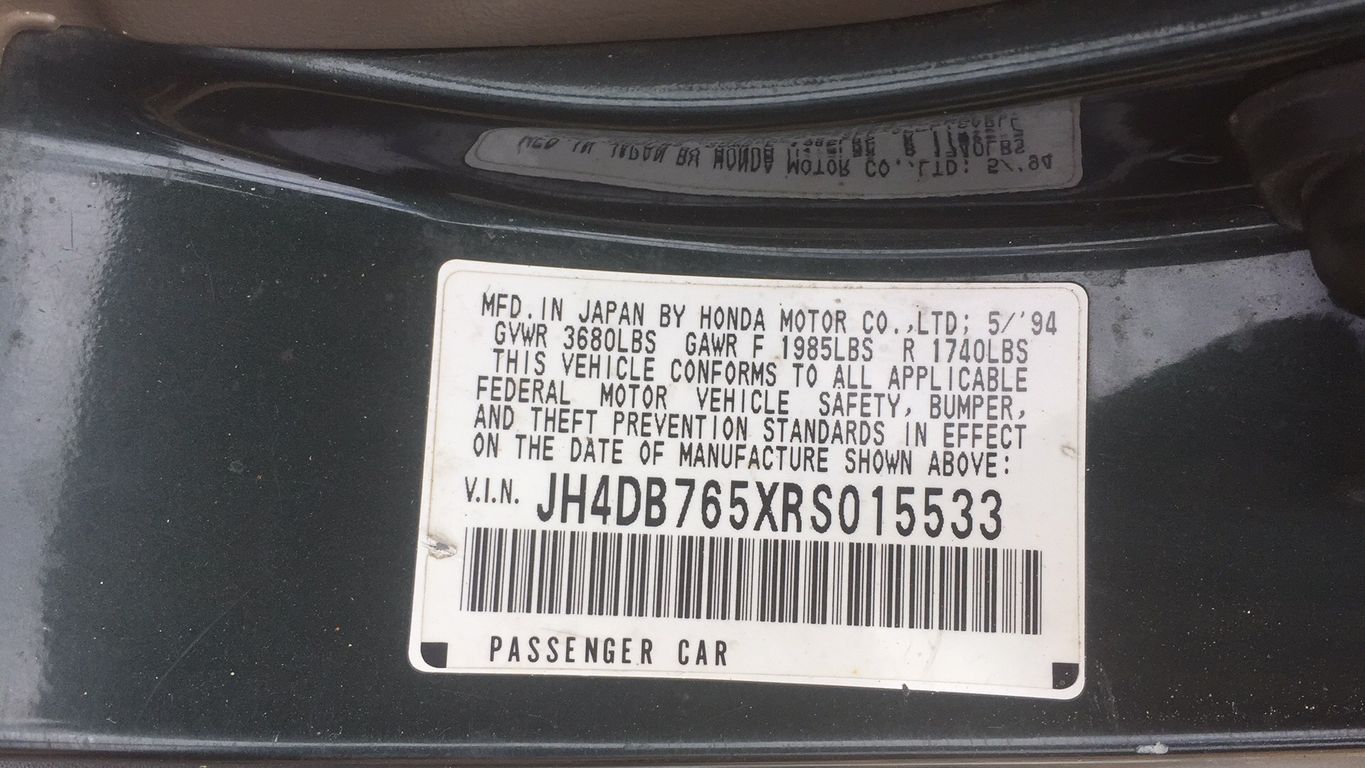 MFD. IN JAPAN BY HONDA MOTOR CO.,LTD; 5/'94
GVWR 3680LBS GAWR F 1985LBS R 1740LBS
THIS VEHICLE CONFORMS TO ALL APPLICABLE
FEDERAL MOTOR VEHICLE SAFETY, BUMPER,
AND THEFT PREVENTION STANDARDS IN EFFECT
ON THE DATE OF MANUFACTURE SHOWN ABOVE:
V.I.N. JH4DB765XRS015533
PASSENGER CAR